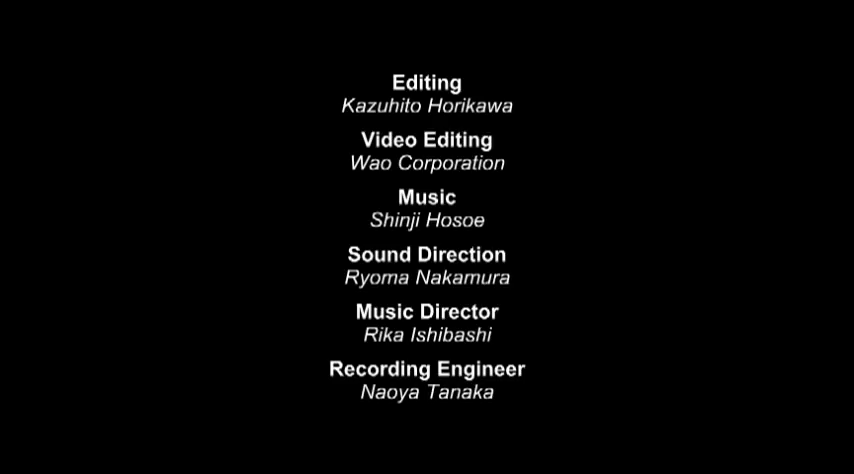 Editing
Kazuhito Horikawa
Video Editing
Wao Corporation
Music
Shinji Hosoe
Sound Direction
Ryoma Nakamura
Music Director
Rika Ishibashi
Recording Engineer
Naoya Tanaka